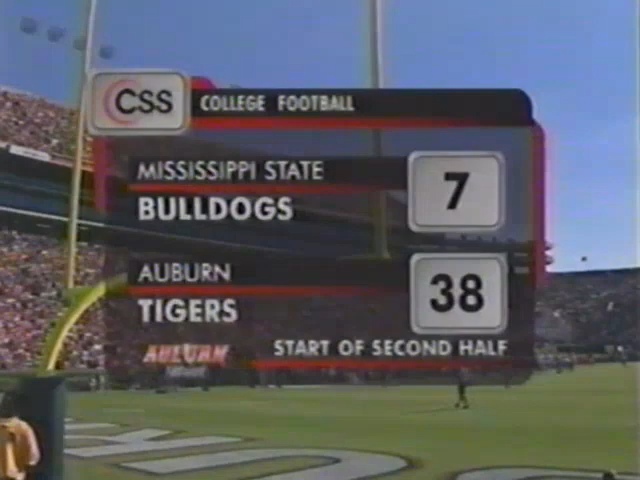 CSS COLLEGE FOOTBALL
MISSISSIPPI STATE
BULLDOGS 7
AUBURN
TIGERS 38
AUBURN
START OF SECOND HALF